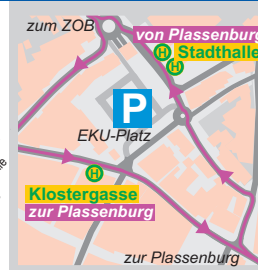 zum ZOB
von Plassenburg
H Stadthalle
H
P
EKU-Platz
H
Klostergasse
zur Plassenburg
zur Plassenburg